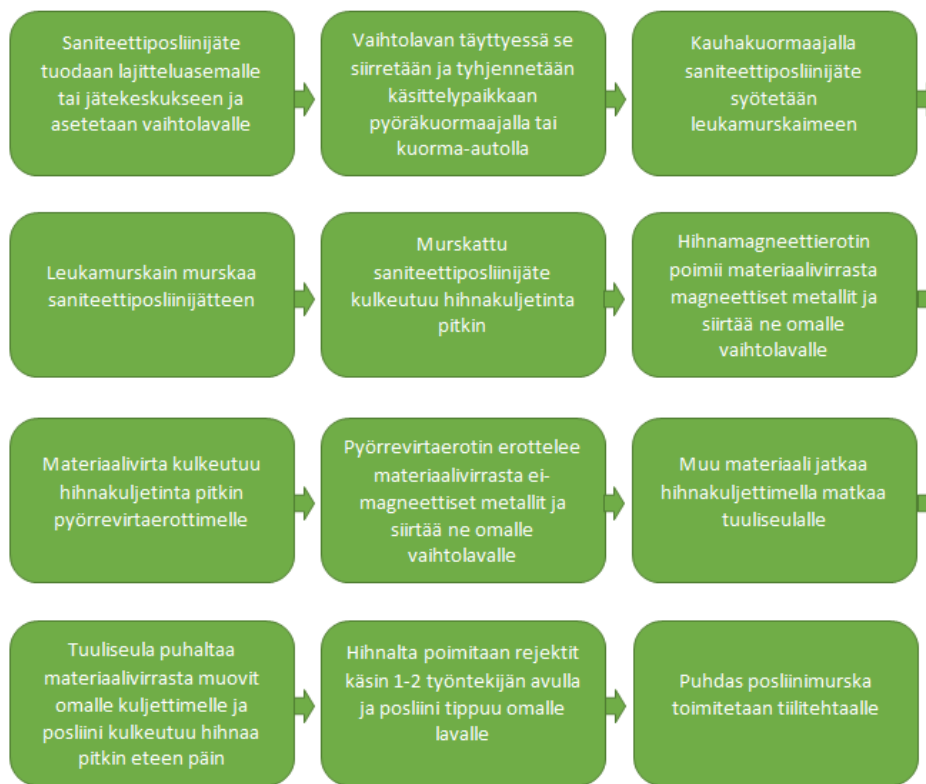 Saniteettiposliinijäte
tuodaan lajitteluasemalle
tai jätekeskukseen ja
asetetaan vaihtolavalle
Vaihtolavan täyttyessä se
siirretään ja tyhjennetään
käsittelypaikkaan
pyöräkuormaajalla tai
kuorma-autolla
Kauhakuormaajalla
saniteettiposliinijäte
syötetään
leukamurskaimeen
Leukamurskain murskaa
saniteettiposliinijätteen
Murskattu
saniteettiposliinijäte
kulkeutuu hihnakuljetinta
pitkin
Hihnamagneettierotin
poimii materiaalivirrasta
magneettiset metallit ja
siirtää ne omalle
vaihtolavalle
Materiaalivirta kulkeutuu
hihnakuljetinta pitkin
pyörrevirtaerottimelle
Pyörrevirtaerotin erottelee
materiaalivirrasta ei-
magneettiset metallit ja
siirtää ne omalle
vaihtolavalle
Muu materiaali jatkaa
hihnakuljettimella matkaa
tuuliseulalle
Tuuliseula puhaltaa
materiaalivirrasta muovit
omalle kuljettimelle ja
posliini kulkeutuu hihnaa
pitkin eteen päin
Hihnalta poimitaan rejektit
käsin 1-2 työntekijän avulla
ja posliini tippuu omalle
lavalle
Puhdas posliinimurska
toimitetaan tiilitehtaalle